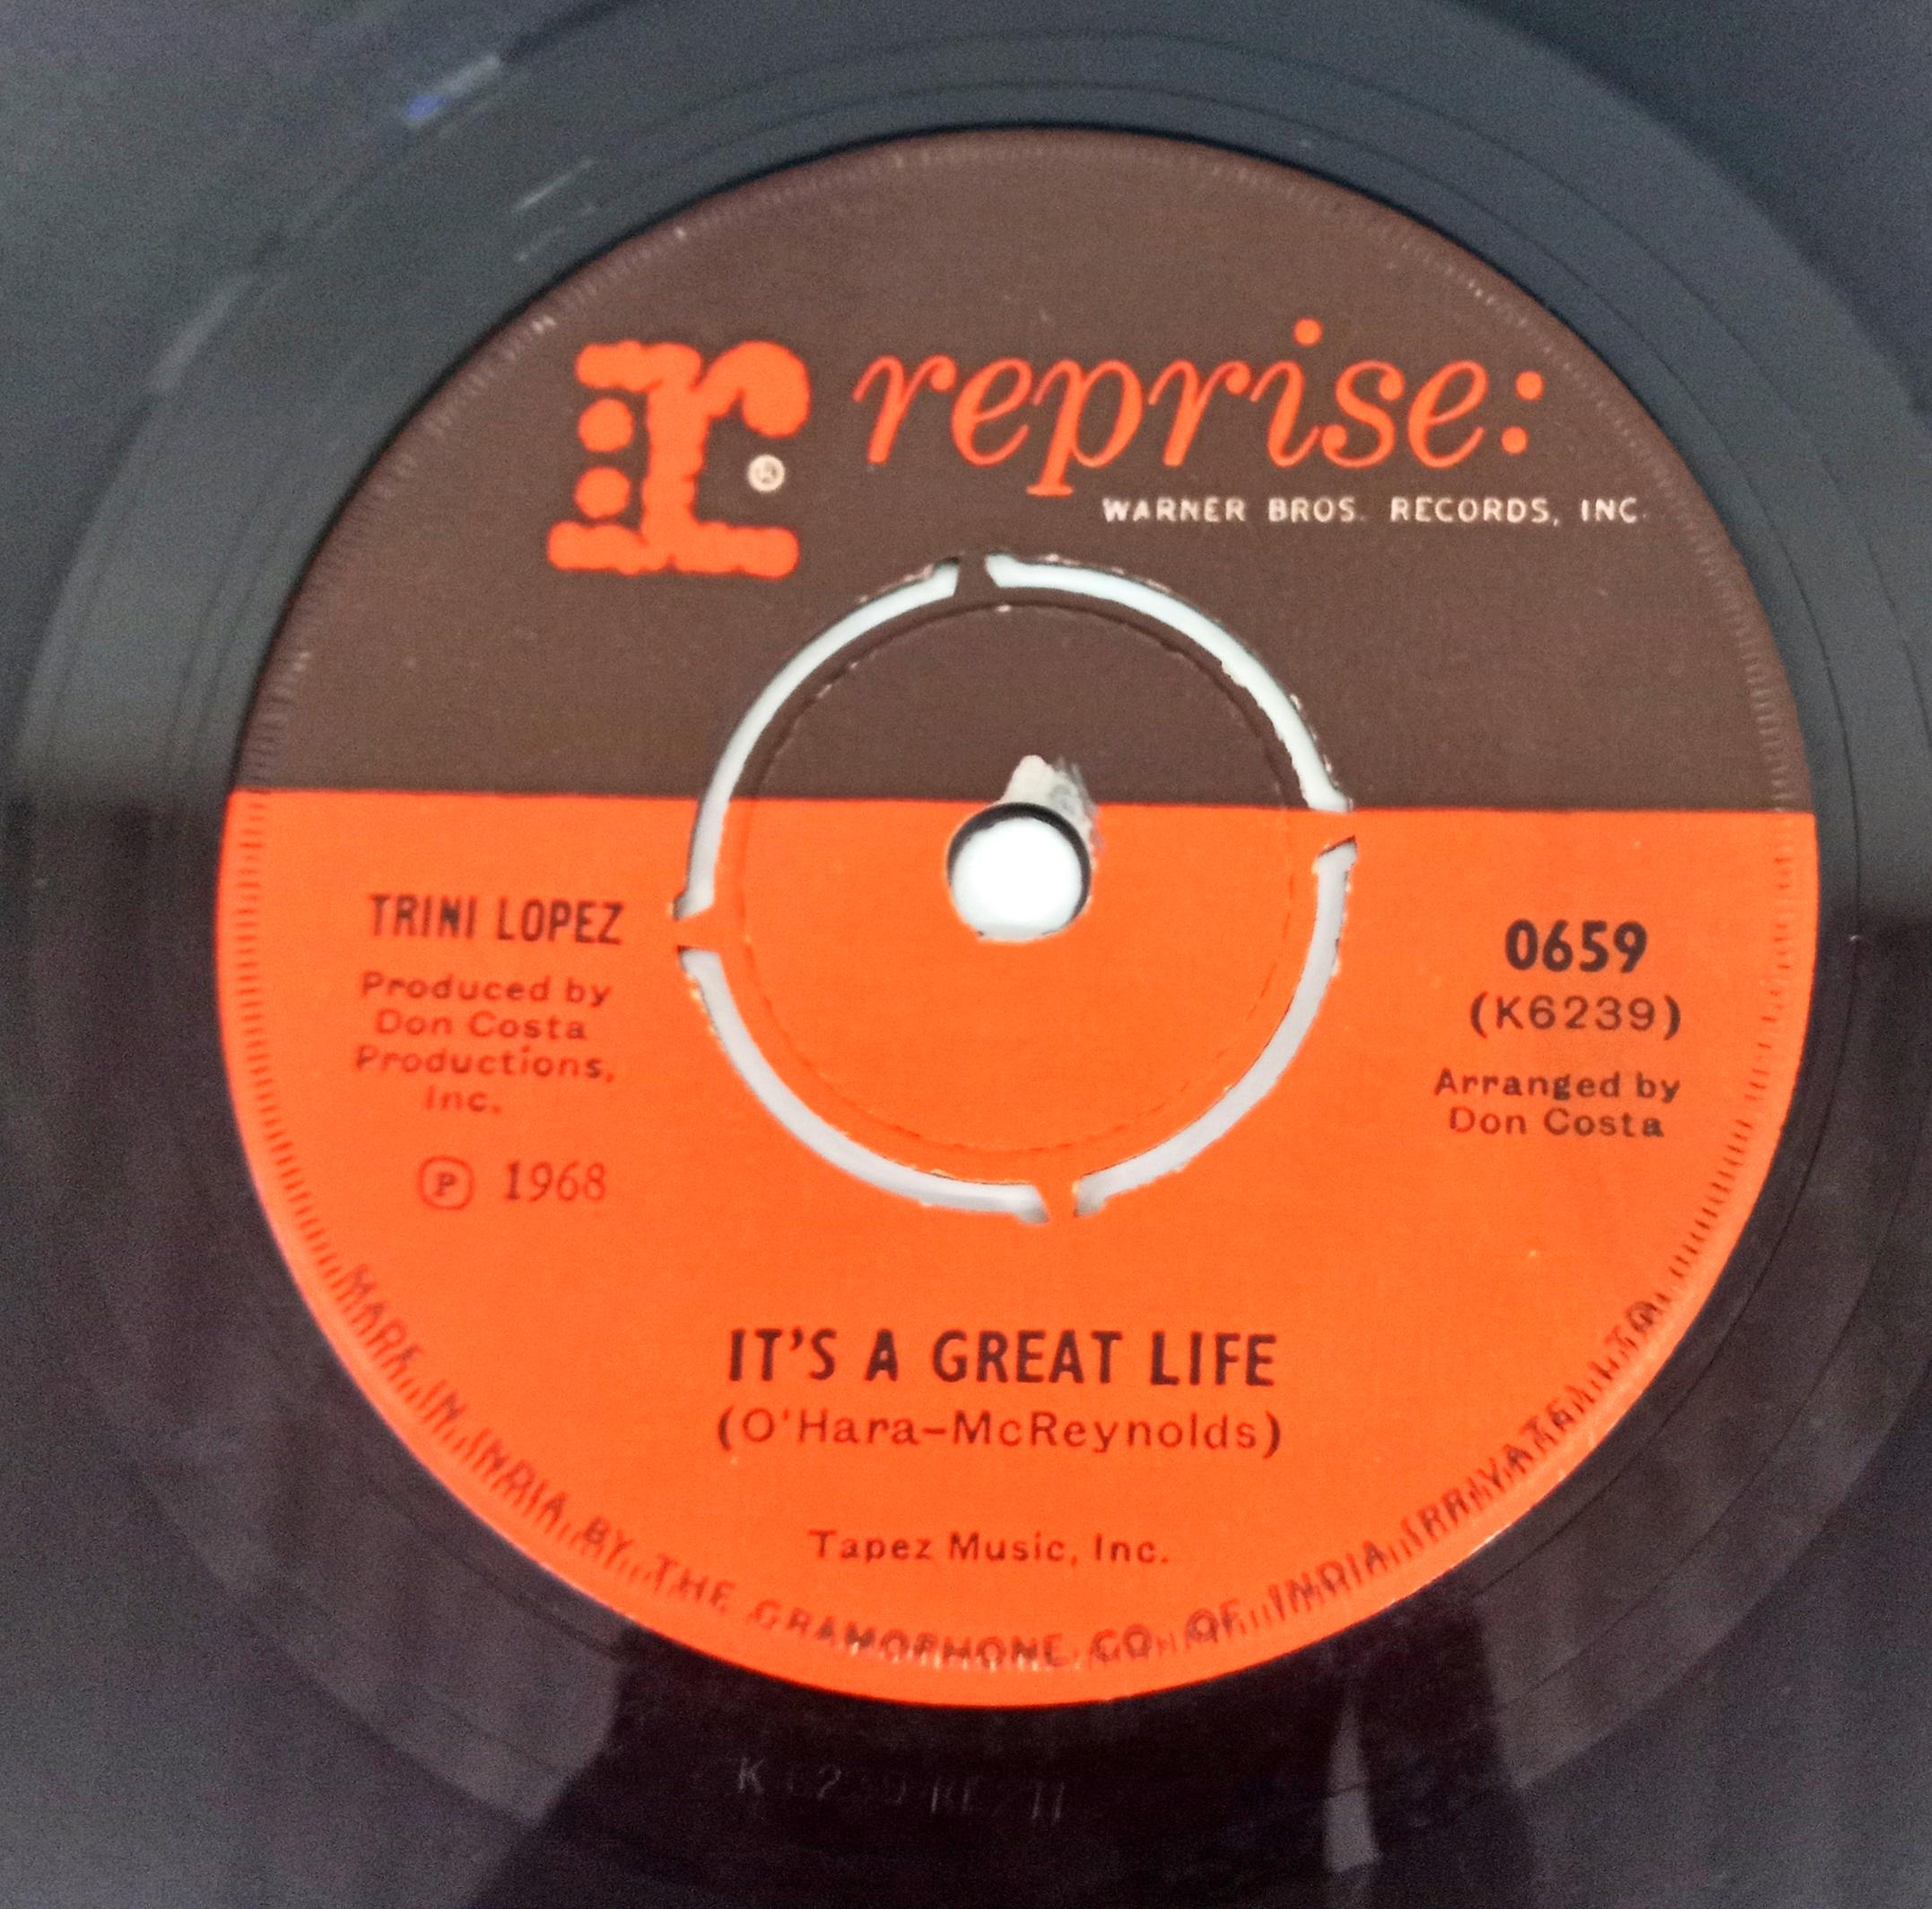 r reprise:
®
WARNER BROS. RECORDS, INC.
TRINI LOPEZ
Produced by
Don Costa
Productions,
Inc.
℗ 1968
0659
(K6239)
Arranged by
Don Costa
IT'S A GREAT LIFE
(O'Hara-McReynolds)
Tapez Music, Inc.
MADE IN INDIA BY THE GRAMOPHONE CO. OF INDIA (PRIVATE) LTD.